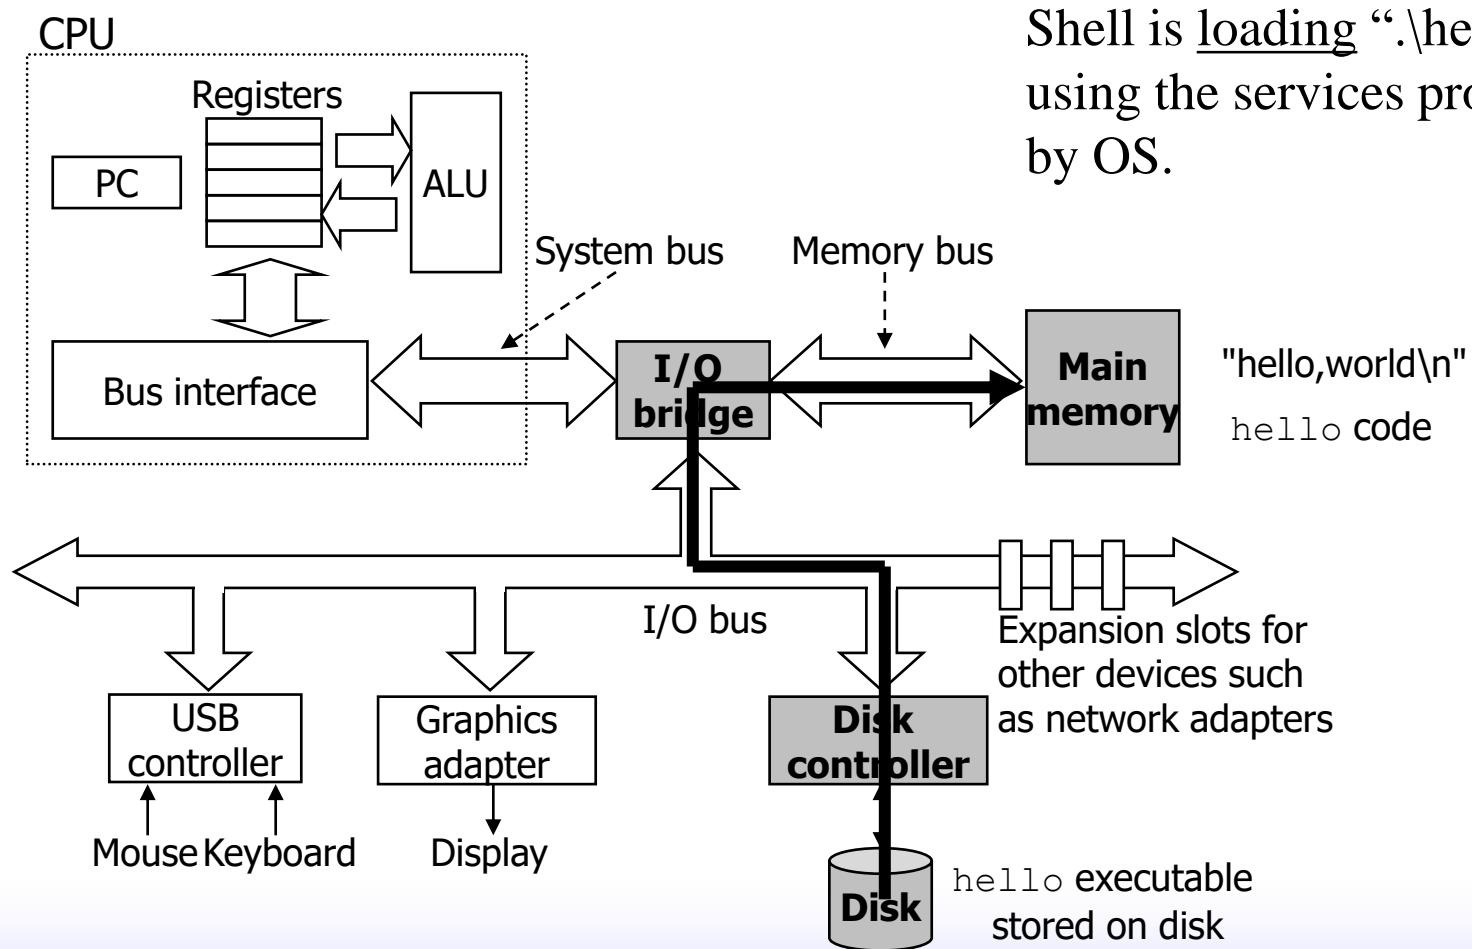 CPU
Shell is loading “.\he
using the services pro
by OS.
Registers
PC
ALU
System bus
Memory bus
Bus interface
I/O
bridge
Main
memory
"hello,world\n"
hello code
I/O bus
Expansion slots for
other devices such
as network adapters
USB
controller
Graphics
adapter
Disk
controller
Mouse Keyboard
Display
Disk
hello executable
stored on disk